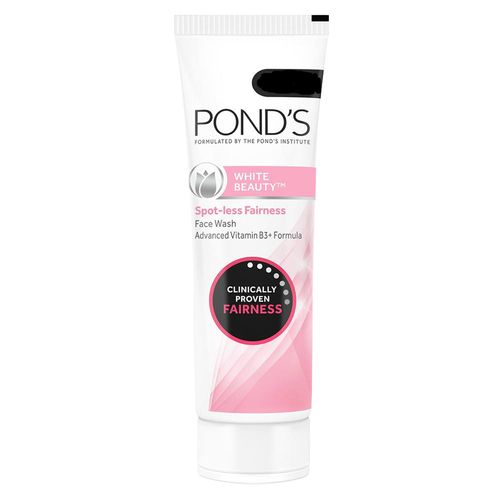 POND'S
FORMULATED BY THE POND'S INSTITUTE
WHITE
BEAUTY™
Spot-less Fairness
Face Wash
Advanced Vitamin B3+ Formula
CLINICALLY
PROVEN
FAIRNESS